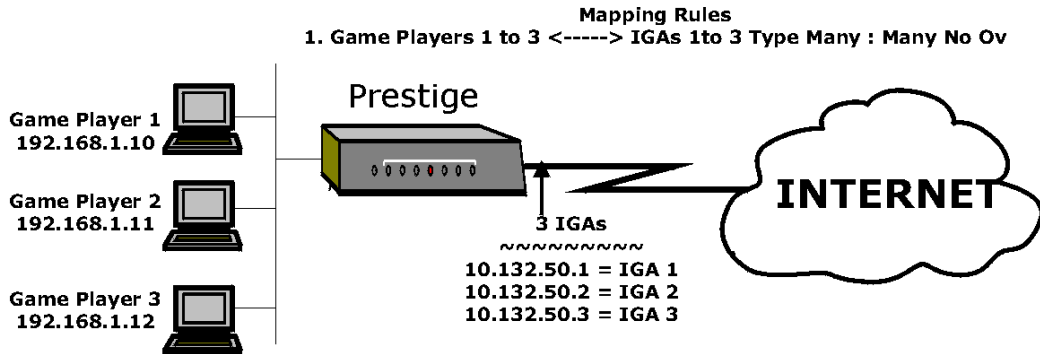 Mapping Rules
1. Game Players 1 to 3 <-----> IGAs 1to 3 Type Many : Many No Ov
Prestige
Game Player 1
192.168.1.10
Game Player 2
192.168.1.11
Game Player 3
192.168.1.12
3 IGAs
~~~~~~~~~
10.132.50.1 = IGA 1
10.132.50.2 = IGA 2
10.132.50.3 = IGA 3
INTERNET